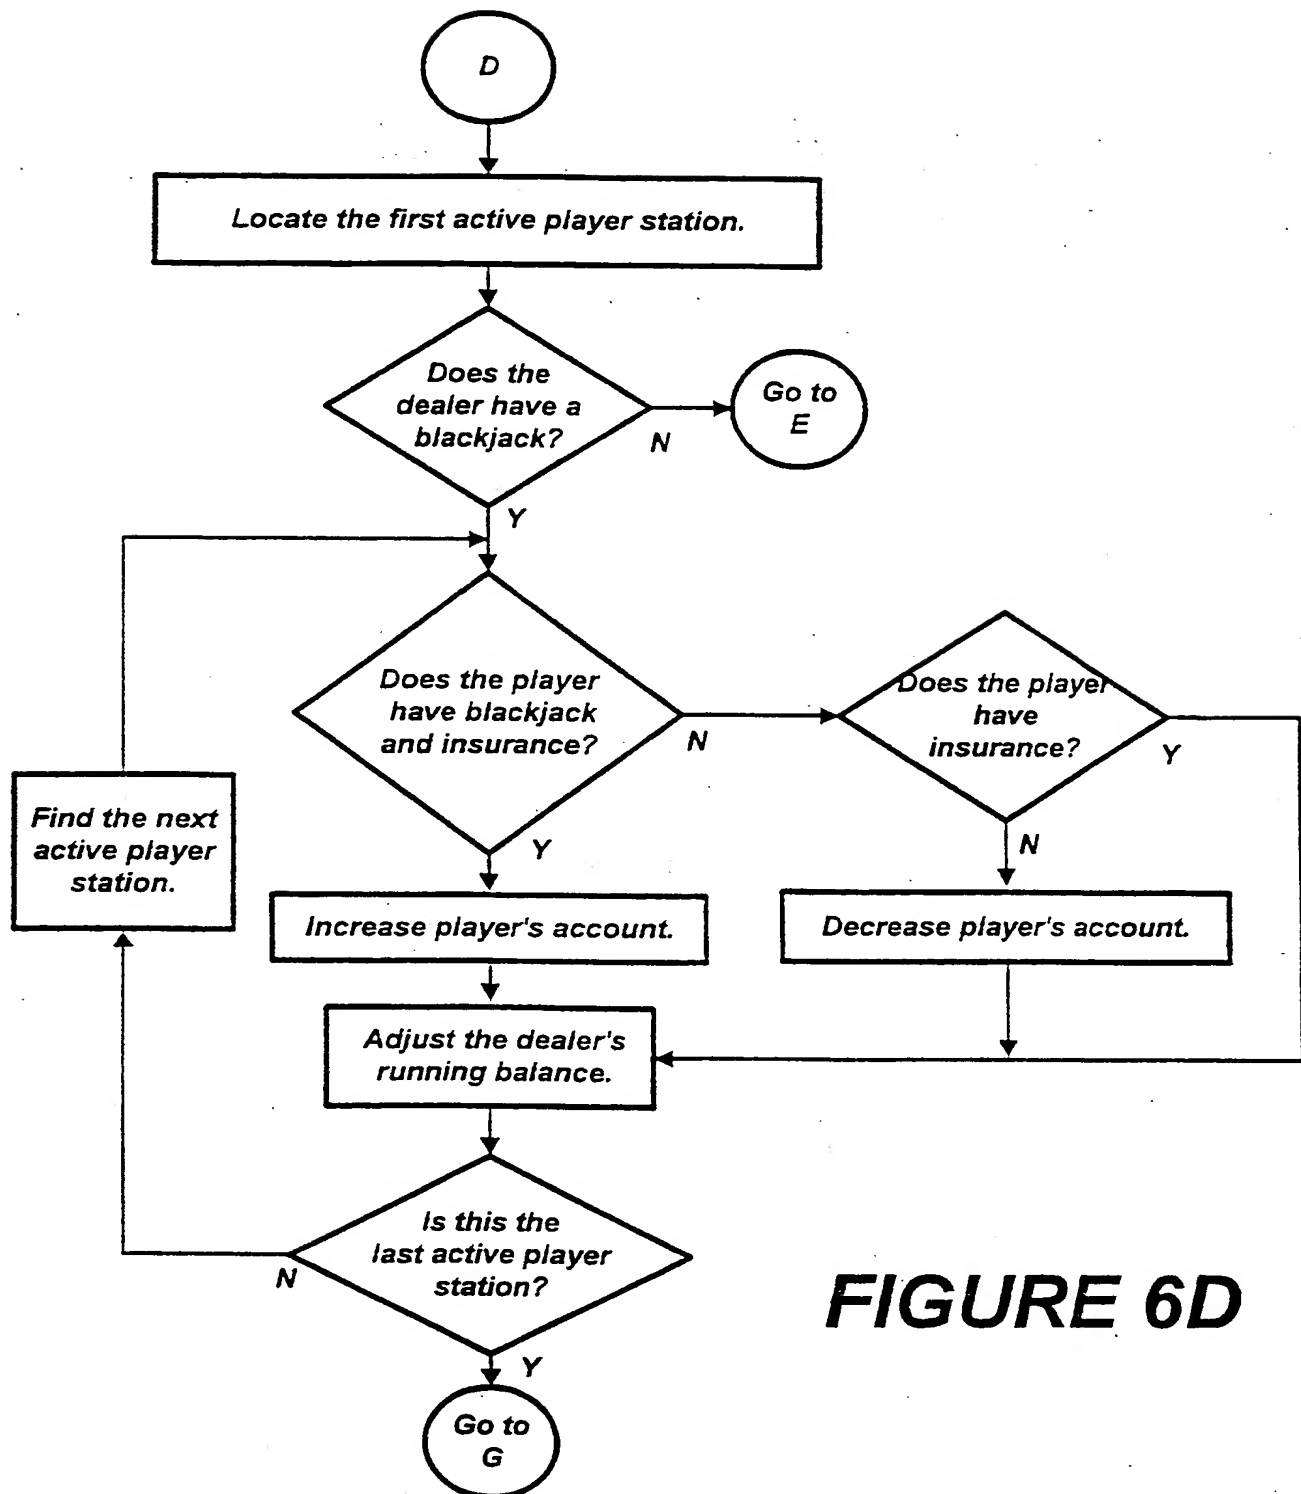 D
Locate the first active player station.
Does the
dealer have a
blackjack?
N
Go to
E
Y
Does the player
have blackjack
and insurance?
N
Does the player
have
insurance?
Y
Find the next
active player
station.
Y
N
Increase player's account.
Decrease player's account.
Adjust the dealer's
running balance.
Is this the
last active player
station?
N
Y
Go to
G
FIGURE 6D